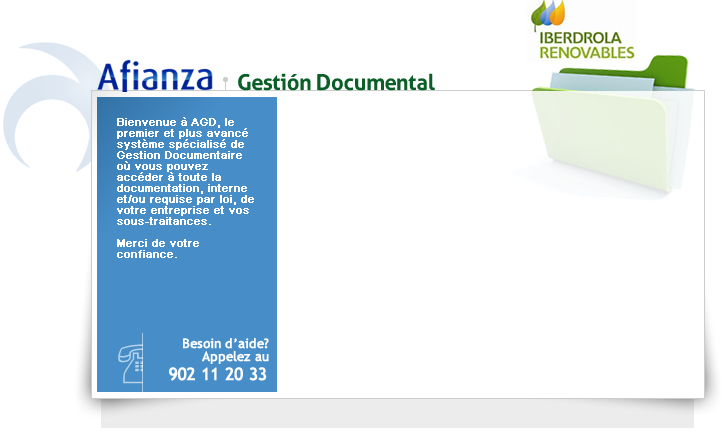 IBERDROLA
RENOVABLES
Afianza
Gestión Documental
Bienvenue à AGD, le
premier et plus avancé
système spécialisé de
Gestion Documentaire
où vous pouvez
accéder à toute la
documentation, interne
et/ou requise par loi, de
votre entreprise et vos
sous-traitances.
Merci de votre
confiance.
Besoin d'aide?
Appelez au
902 11 20 33